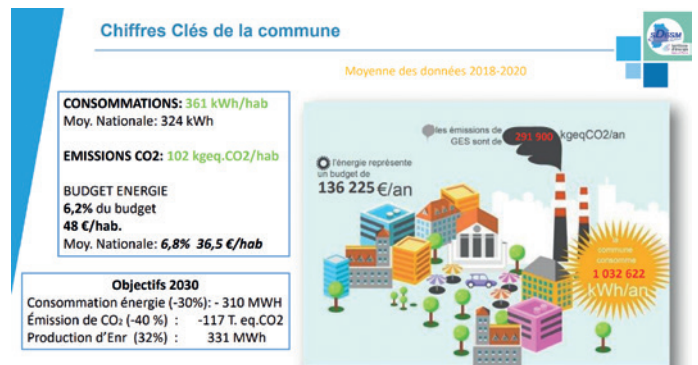 Chiffres Clés de la commune
SDESM
Moyenne des données 2018-2020
CONSOMMATIONS: 361 kWh/hab
Moy. Nationale: 324 kWh
EMISSIONS CO2: 102 kgeq.CO2/hab
BUDGET ENERGIE
6,2% du budget
48 €/hab.
Moy. Nationale: 6,8% 36,5 €/hab
Objectifs 2030
Consommation énergie (-30%): - 310 MWH
Émission de CO₂ (-40 %) : -117 T. eq.CO2
Production d'Enr (32%) : 331 MWh
les émissions de
GES sont de
291 900 kgeqCO2/an
l'énergie représente
un budget de
136 225 €/an
commune
consomme
1 032 622
kWh/an